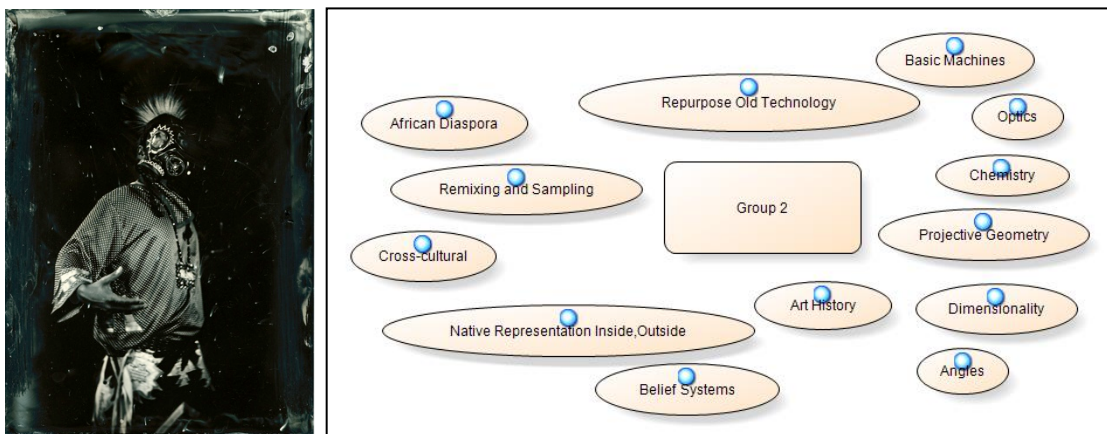 Basic Machines
Repurpose Old Technology
African Diaspora
Optics
Remixing and Sampling
Chemistry
Group 2
Projective Geometry
Cross-cultural
Art History
Dimensionality
Native Representation Inside,Outside
Angles
Belief Systems